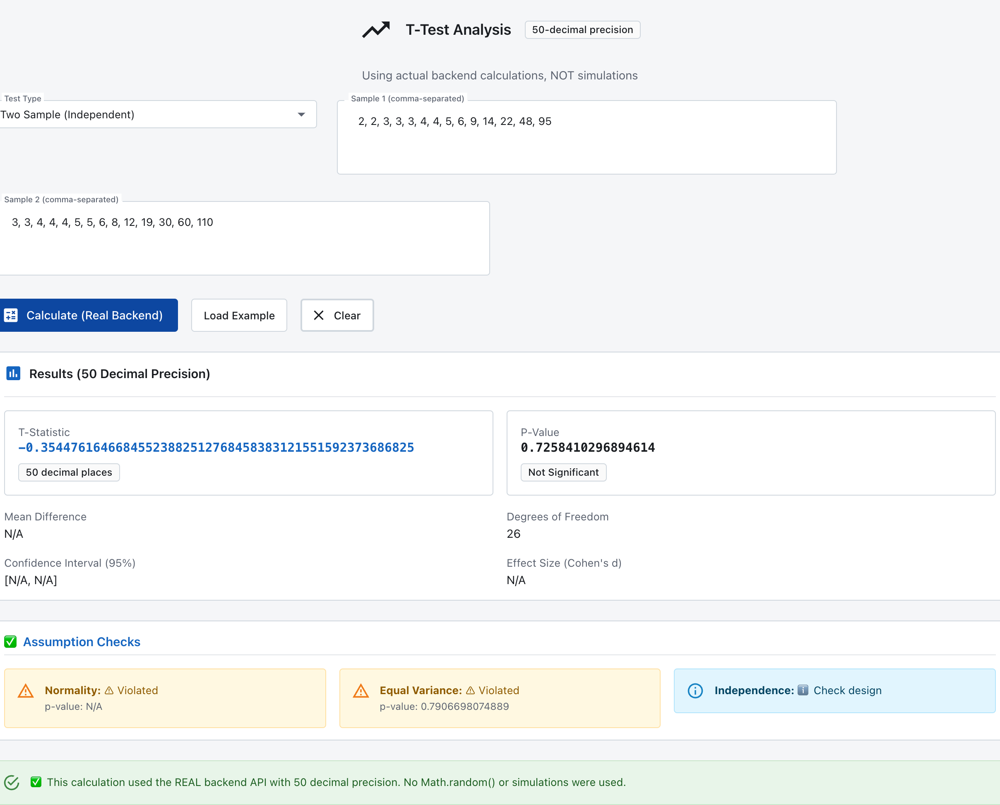 T-Test Analysis 50-decimal precision
Using actual backend calculations, NOT simulations
Test Type
Two Sample (Independent)
Sample 1 (comma-separated)
2, 2, 3, 3, 3, 4, 4, 5, 6, 9, 14, 22, 48, 95
Sample 2 (comma-separated)
3, 3, 4, 4, 4, 5, 5, 6, 8, 12, 19, 30, 60, 110
Calculate (Real Backend)
Load Example
Clear
Results (50 Decimal Precision)
T-Statistic
−0.35447616466845523882512768458383121551592373686825
50 decimal places
P-Value
0.7258410296894614
Not Significant
Mean Difference
N/A
Degrees of Freedom
26
Confidence Interval (95%)
[N/A, N/A]
Effect Size (Cohen's d)
N/A
✅ Assumption Checks
Normality: ⚠ Violated
p-value: N/A
Equal Variance: ⚠ Violated
p-value: 0.7906698074889
Independence: ℹ️ Check design
✅ This calculation used the REAL backend API with 50 decimal precision. No Math.random() or simulations were used.